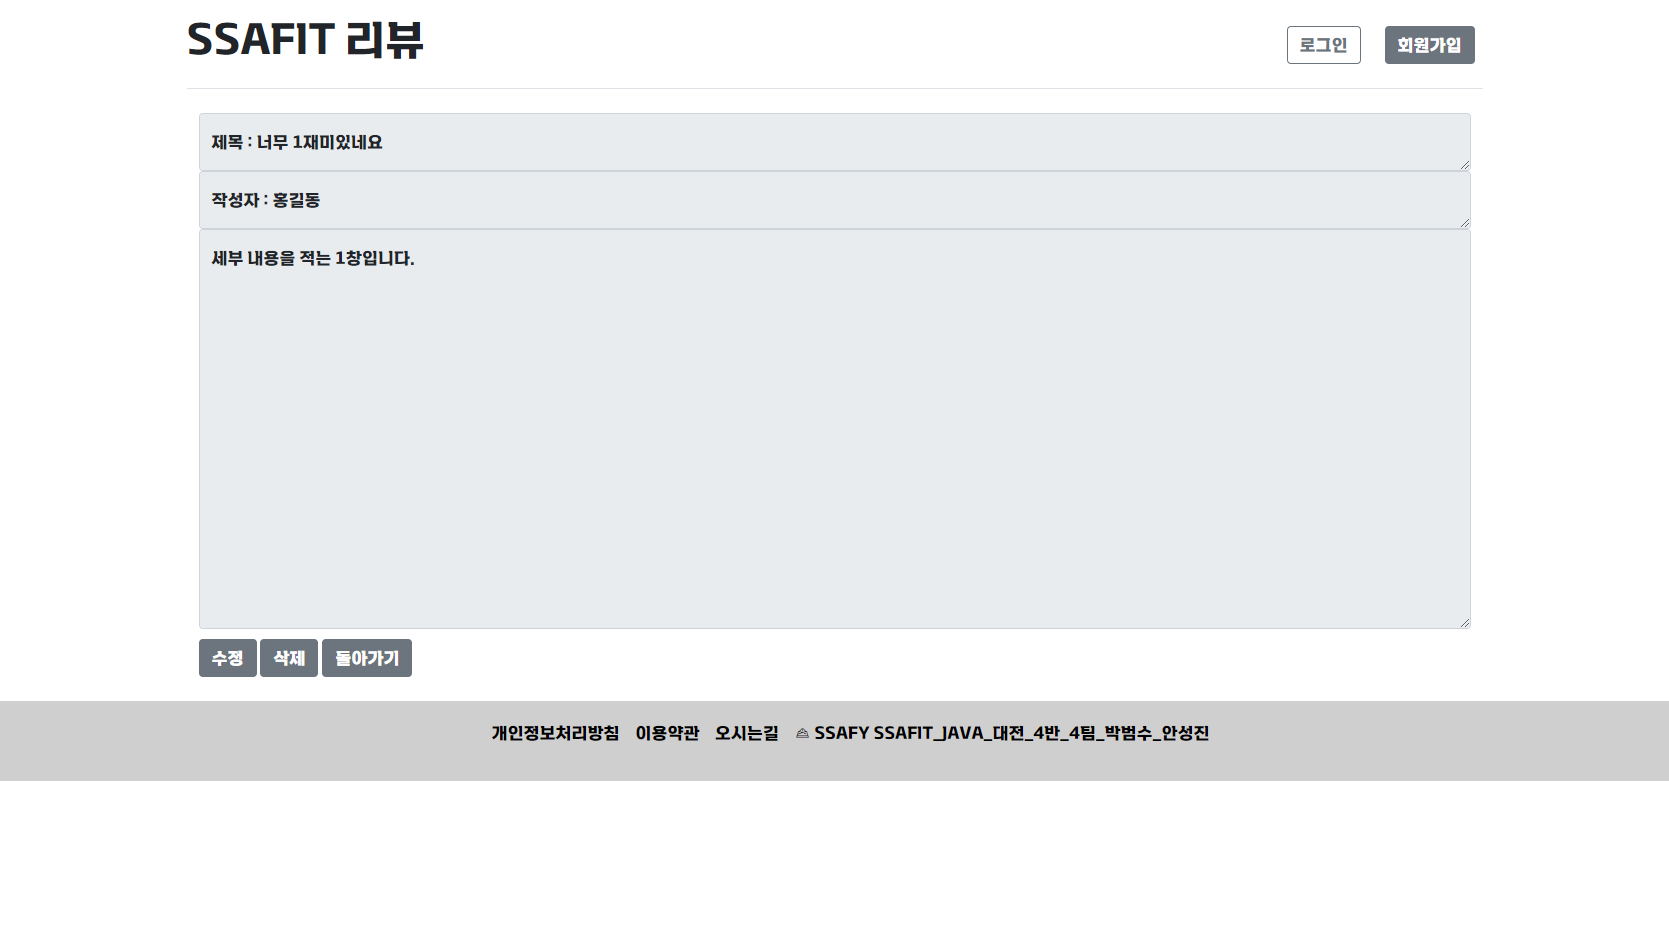 SSAFIT 리뷰
로그인 회원가입
제목 : 너무 1재미있네요
작성자 : 홍길동
세부 내용을 적는 1창입니다.
수정 삭제 돌아가기
개인정보처리방침 이용약관 오시는길 SSAFY SSAFIT_JAVA_대전_4반_4팀_박범수_안성진